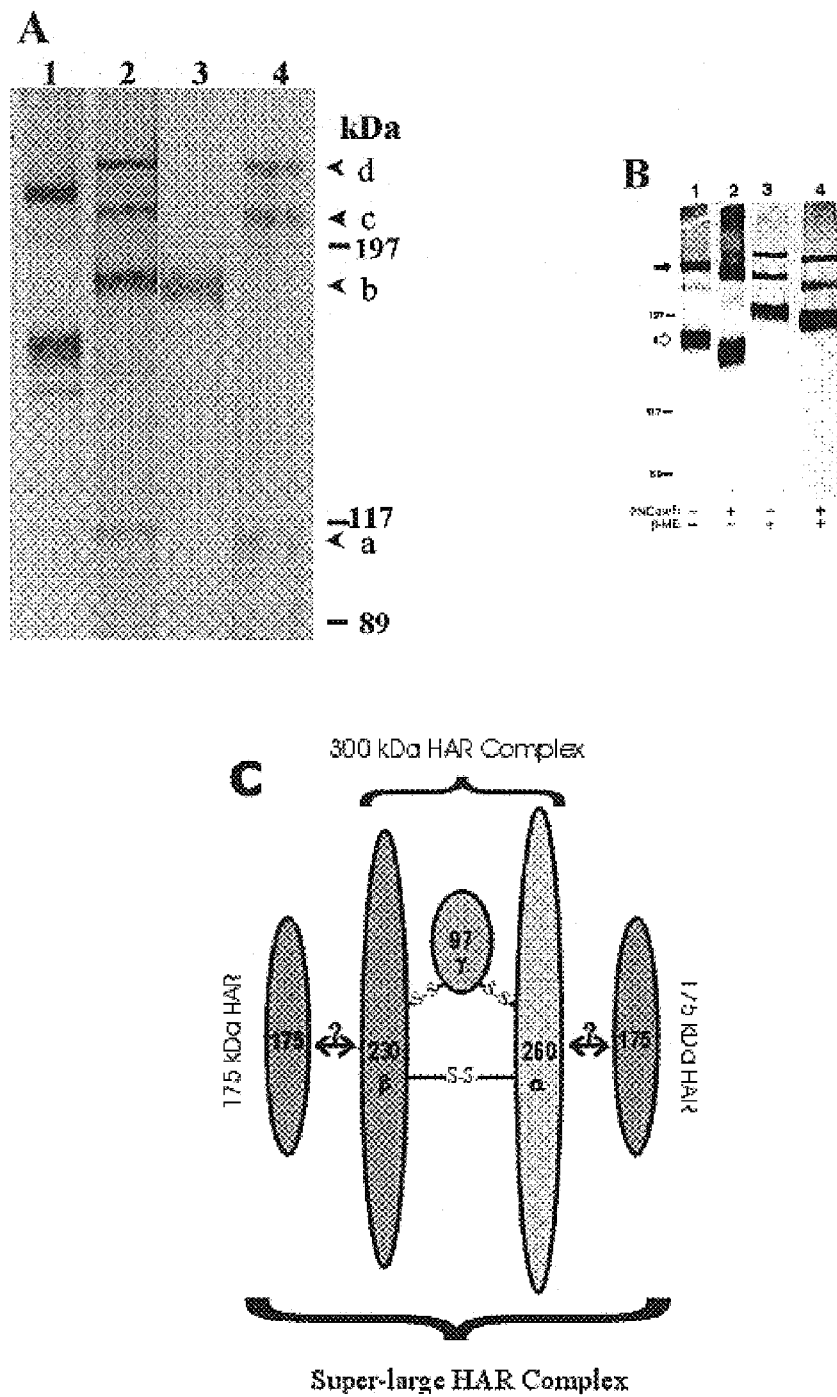 A
1 2 3 4
kDa
d
c
197
b
117
a
89
B
1 2 3 4
197
117
- + - +
- - + +
C
300 kDa HAR Complex
175 kDa HAR
175
?
230
β
S-S
97
γ
S-S
S-S
260
α
?
175
175 kDa HAR
Super-large HAR Complex